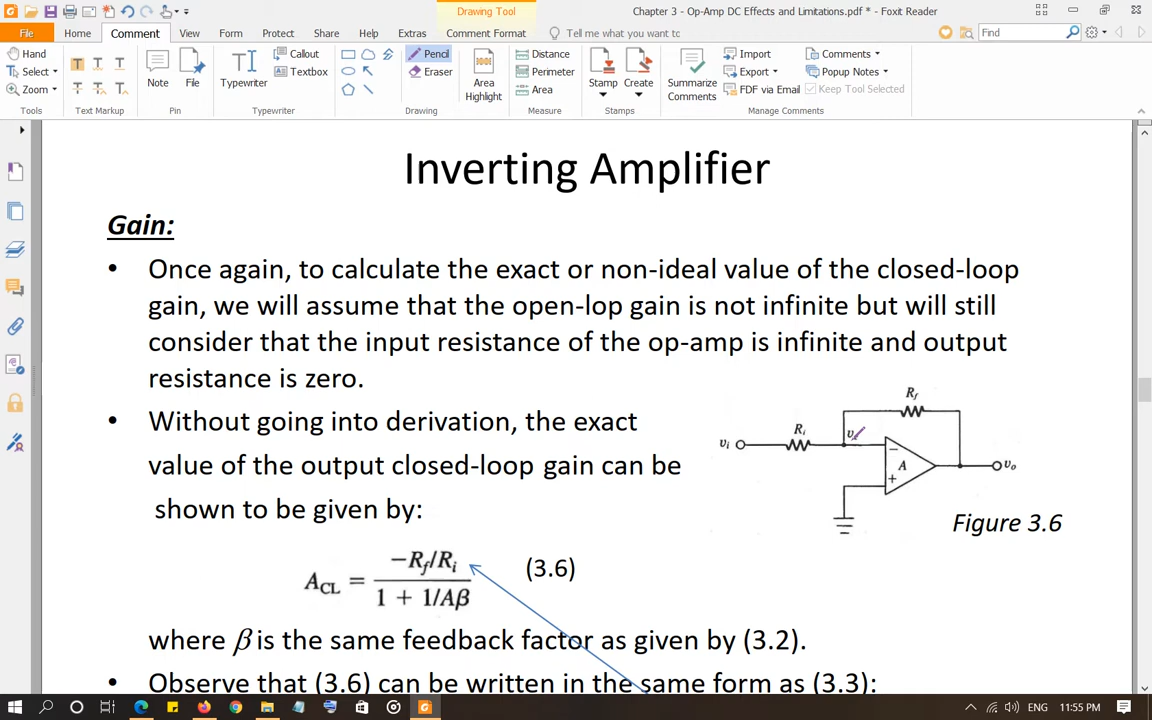 Drawing Tool
Chapter 3 - Op-Amp DC Effects and Limitations.pdf * - Foxit Reader
File Home Comment View Form Protect Share Help Extras Comment Format Tell me what you want to do Find
Hand
Select
Zoom
Tools
Text Markup
Note
File
Pin
Typewriter
Callout
Textbox
Typewriter
Pencil
Eraser
Area
Highlight
Drawing
Distance
Perimeter
Area
Measure
Stamp
Create
Stamps
Summarize
Comments
Import
Export
FDF via Email
Comments
Popup Notes
Keep Tool Selected
Manage Comments
Inverting Amplifier
Gain:
• Once again, to calculate the exact or non-ideal value of the closed-loop
gain, we will assume that the open-lop gain is not infinite but will still
consider that the input resistance of the op-amp is infinite and output
resistance is zero.
• Without going into derivation, the exact
value of the output closed-loop gain can be
shown to be given by:
R_f
R_i
v_i
A
v_o
Figure 3.6
A_CL = −R_f/R_i
1 + 1/Aβ
(3.6)
where β is the same feedback factor as given by (3.2).
• Observe that (3.6) can be written in the same form as (3.3):
ENG 11:55 PM